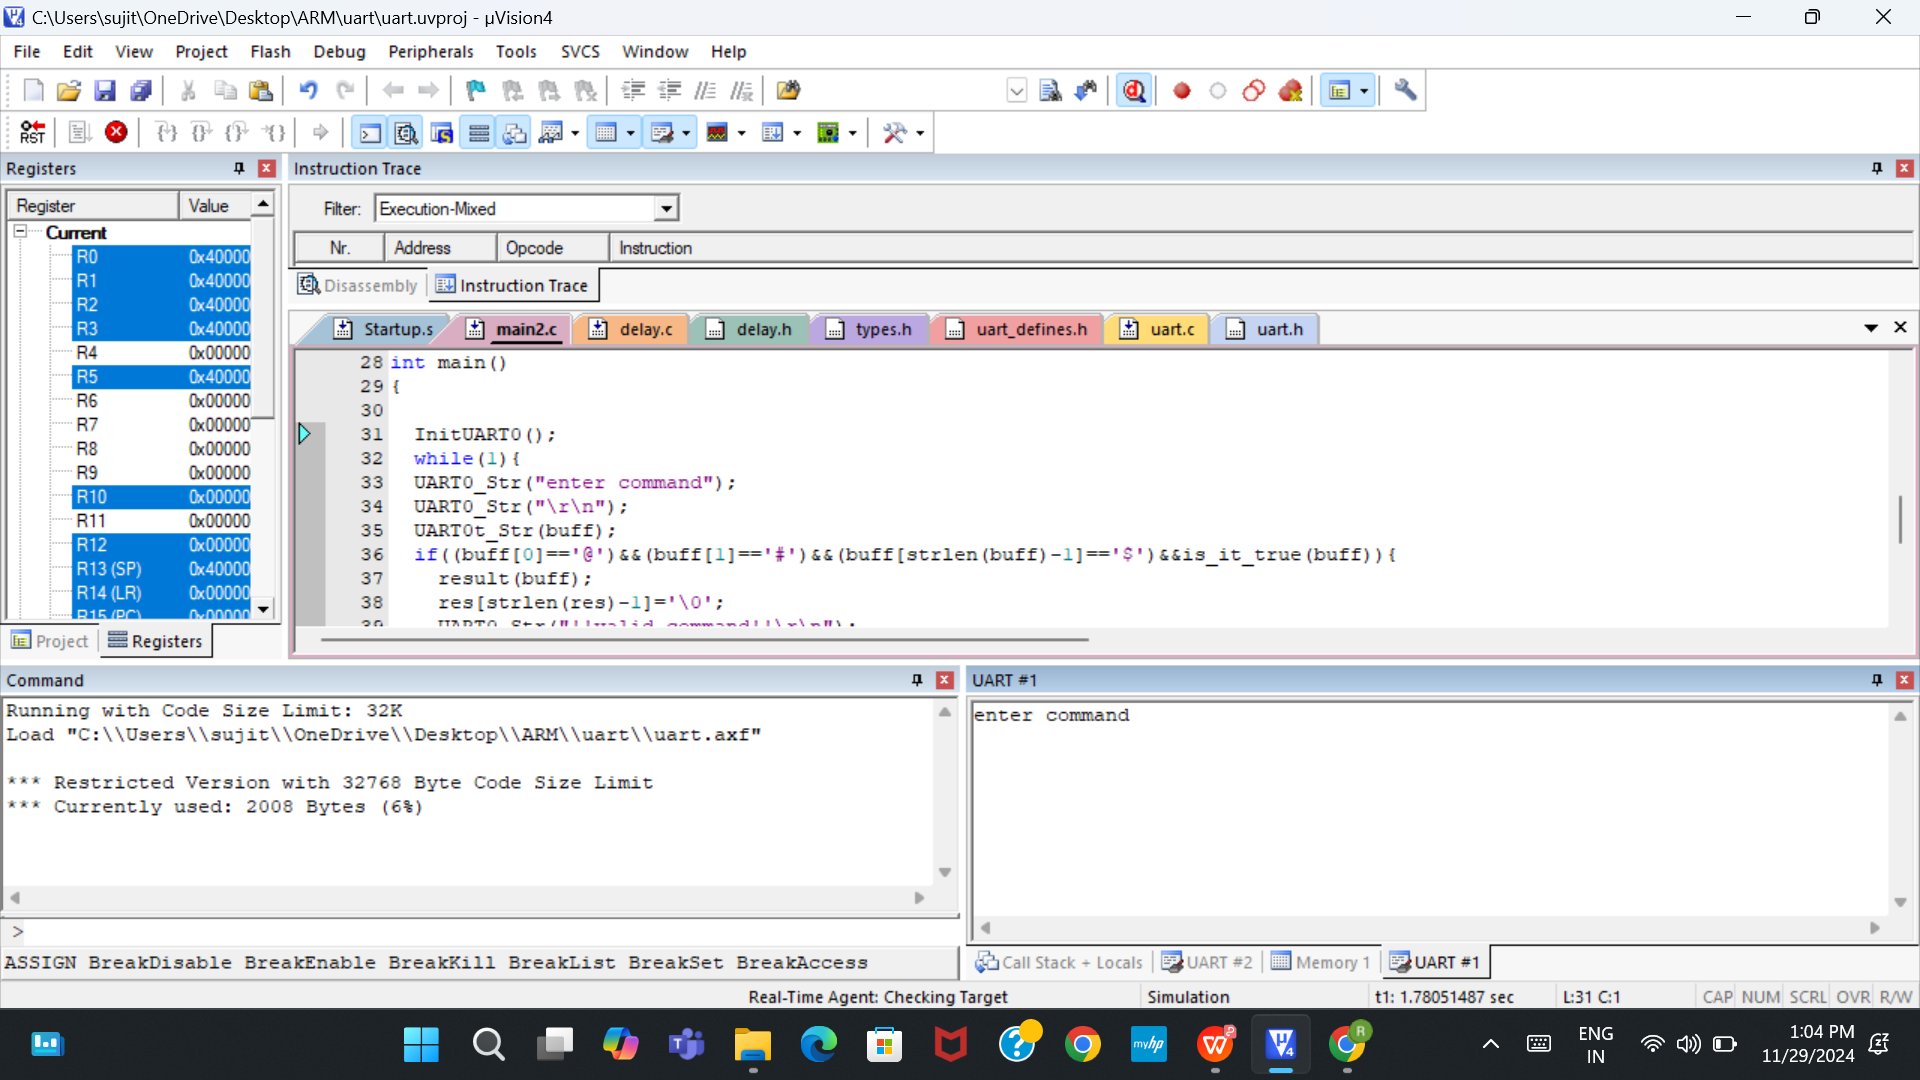 C:\Users\sujit\OneDrive\Desktop\ARM\uart\uart.uvproj - µVision4
File Edit View Project Flash Debug Peripherals Tools SVCS Window Help
RST
Registers
Register Value
Current
R0 0x40000
R1 0x40000
R2 0x40000
R3 0x40000
R4 0x00000
R5 0x40000
R6 0x00000
R7 0x00000
R8 0x00000
R9 0x00000
R10 0x00000
R11 0x00000
R12 0x00000
R13 (SP) 0x40000
R14 (LR) 0x00000
R15 (PC) 0x00000
Project Registers
Instruction Trace
Filter: Execution-Mixed
Nr. Address Opcode Instruction
Disassembly Instruction Trace
Startup.s main2.c delay.c delay.h types.h uart_defines.h uart.c uart.h
28 int main()
29 {
30
31 InitUART0();
32 while(1){
33 UART0_Str("enter command");
34 UART0_Str("\r\n");
35 UART0t_Str(buff);
36 if((buff[0]=='@')&&(buff[1]=='#')&&(buff[strlen(buff)-1]=='$')&&is_it_true(buff)){
37 result(buff);
38 res[strlen(res)-1]='\0';
39 UART0_Str("!!valid command!!\r\n");
Command
Running with Code Size Limit: 32K
Load "C:\\Users\\sujit\\OneDrive\\Desktop\\ARM\\uart\\uart.axf"
*** Restricted Version with 32768 Byte Code Size Limit
*** Currently used: 2008 Bytes (6%)
>
ASSIGN BreakDisable BreakEnable BreakKill BreakList BreakSet BreakAccess
UART #1
enter command
Call Stack + Locals UART #2 Memory 1 UART #1
Real-Time Agent: Checking Target Simulation t1: 1.78051487 sec L:31 C:1 CAP NUM SCRL OVR R/W
myhp
ENG
IN
1:04 PM
11/29/2024